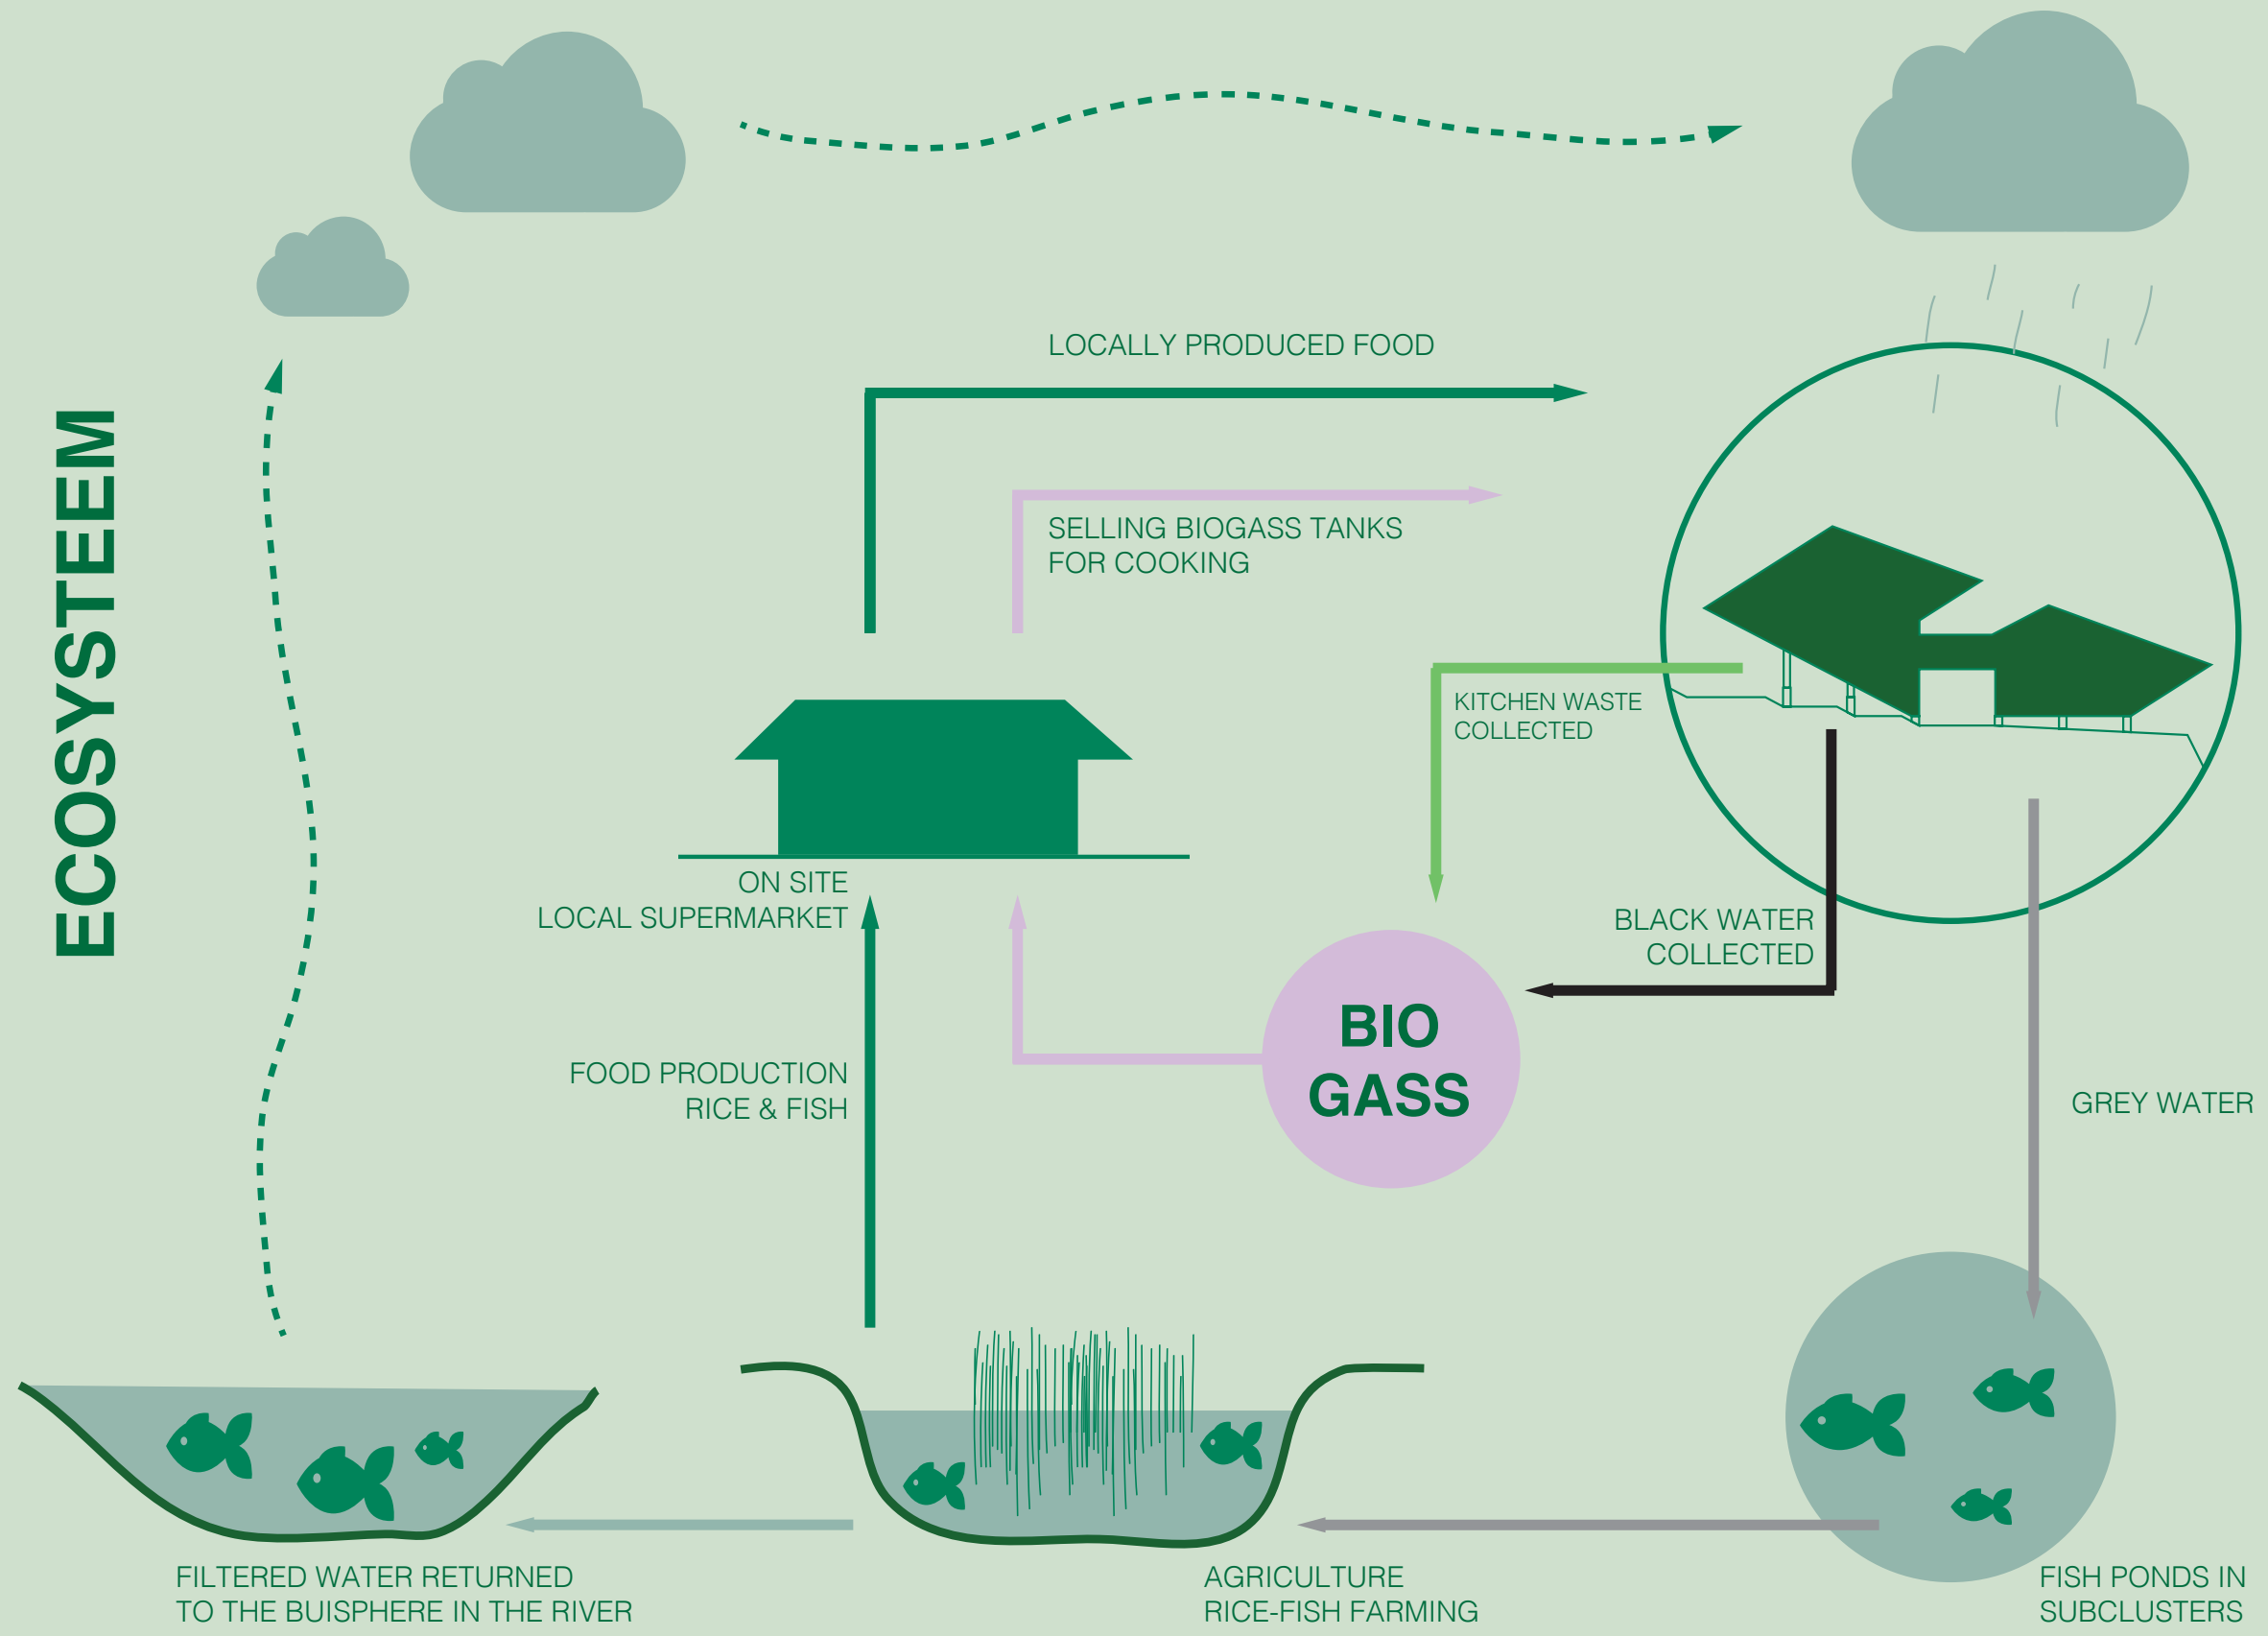 ECOSYSTEEM
LOCALLY PRODUCED FOOD
SELLING BIOGASS TANKS
FOR COOKING
KITCHEN WASTE
COLLECTED
ON SITE
LOCAL SUPERMARKET
BLACK WATER
COLLECTED
BIO
GASS
FOOD PRODUCTION
RICE & FISH
GREY WATER
FILTERED WATER RETURNED
TO THE BUISPHERE IN THE RIVER
AGRICULTURE
RICE-FISH FARMING
FISH PONDS IN
SUBCLUSTERS